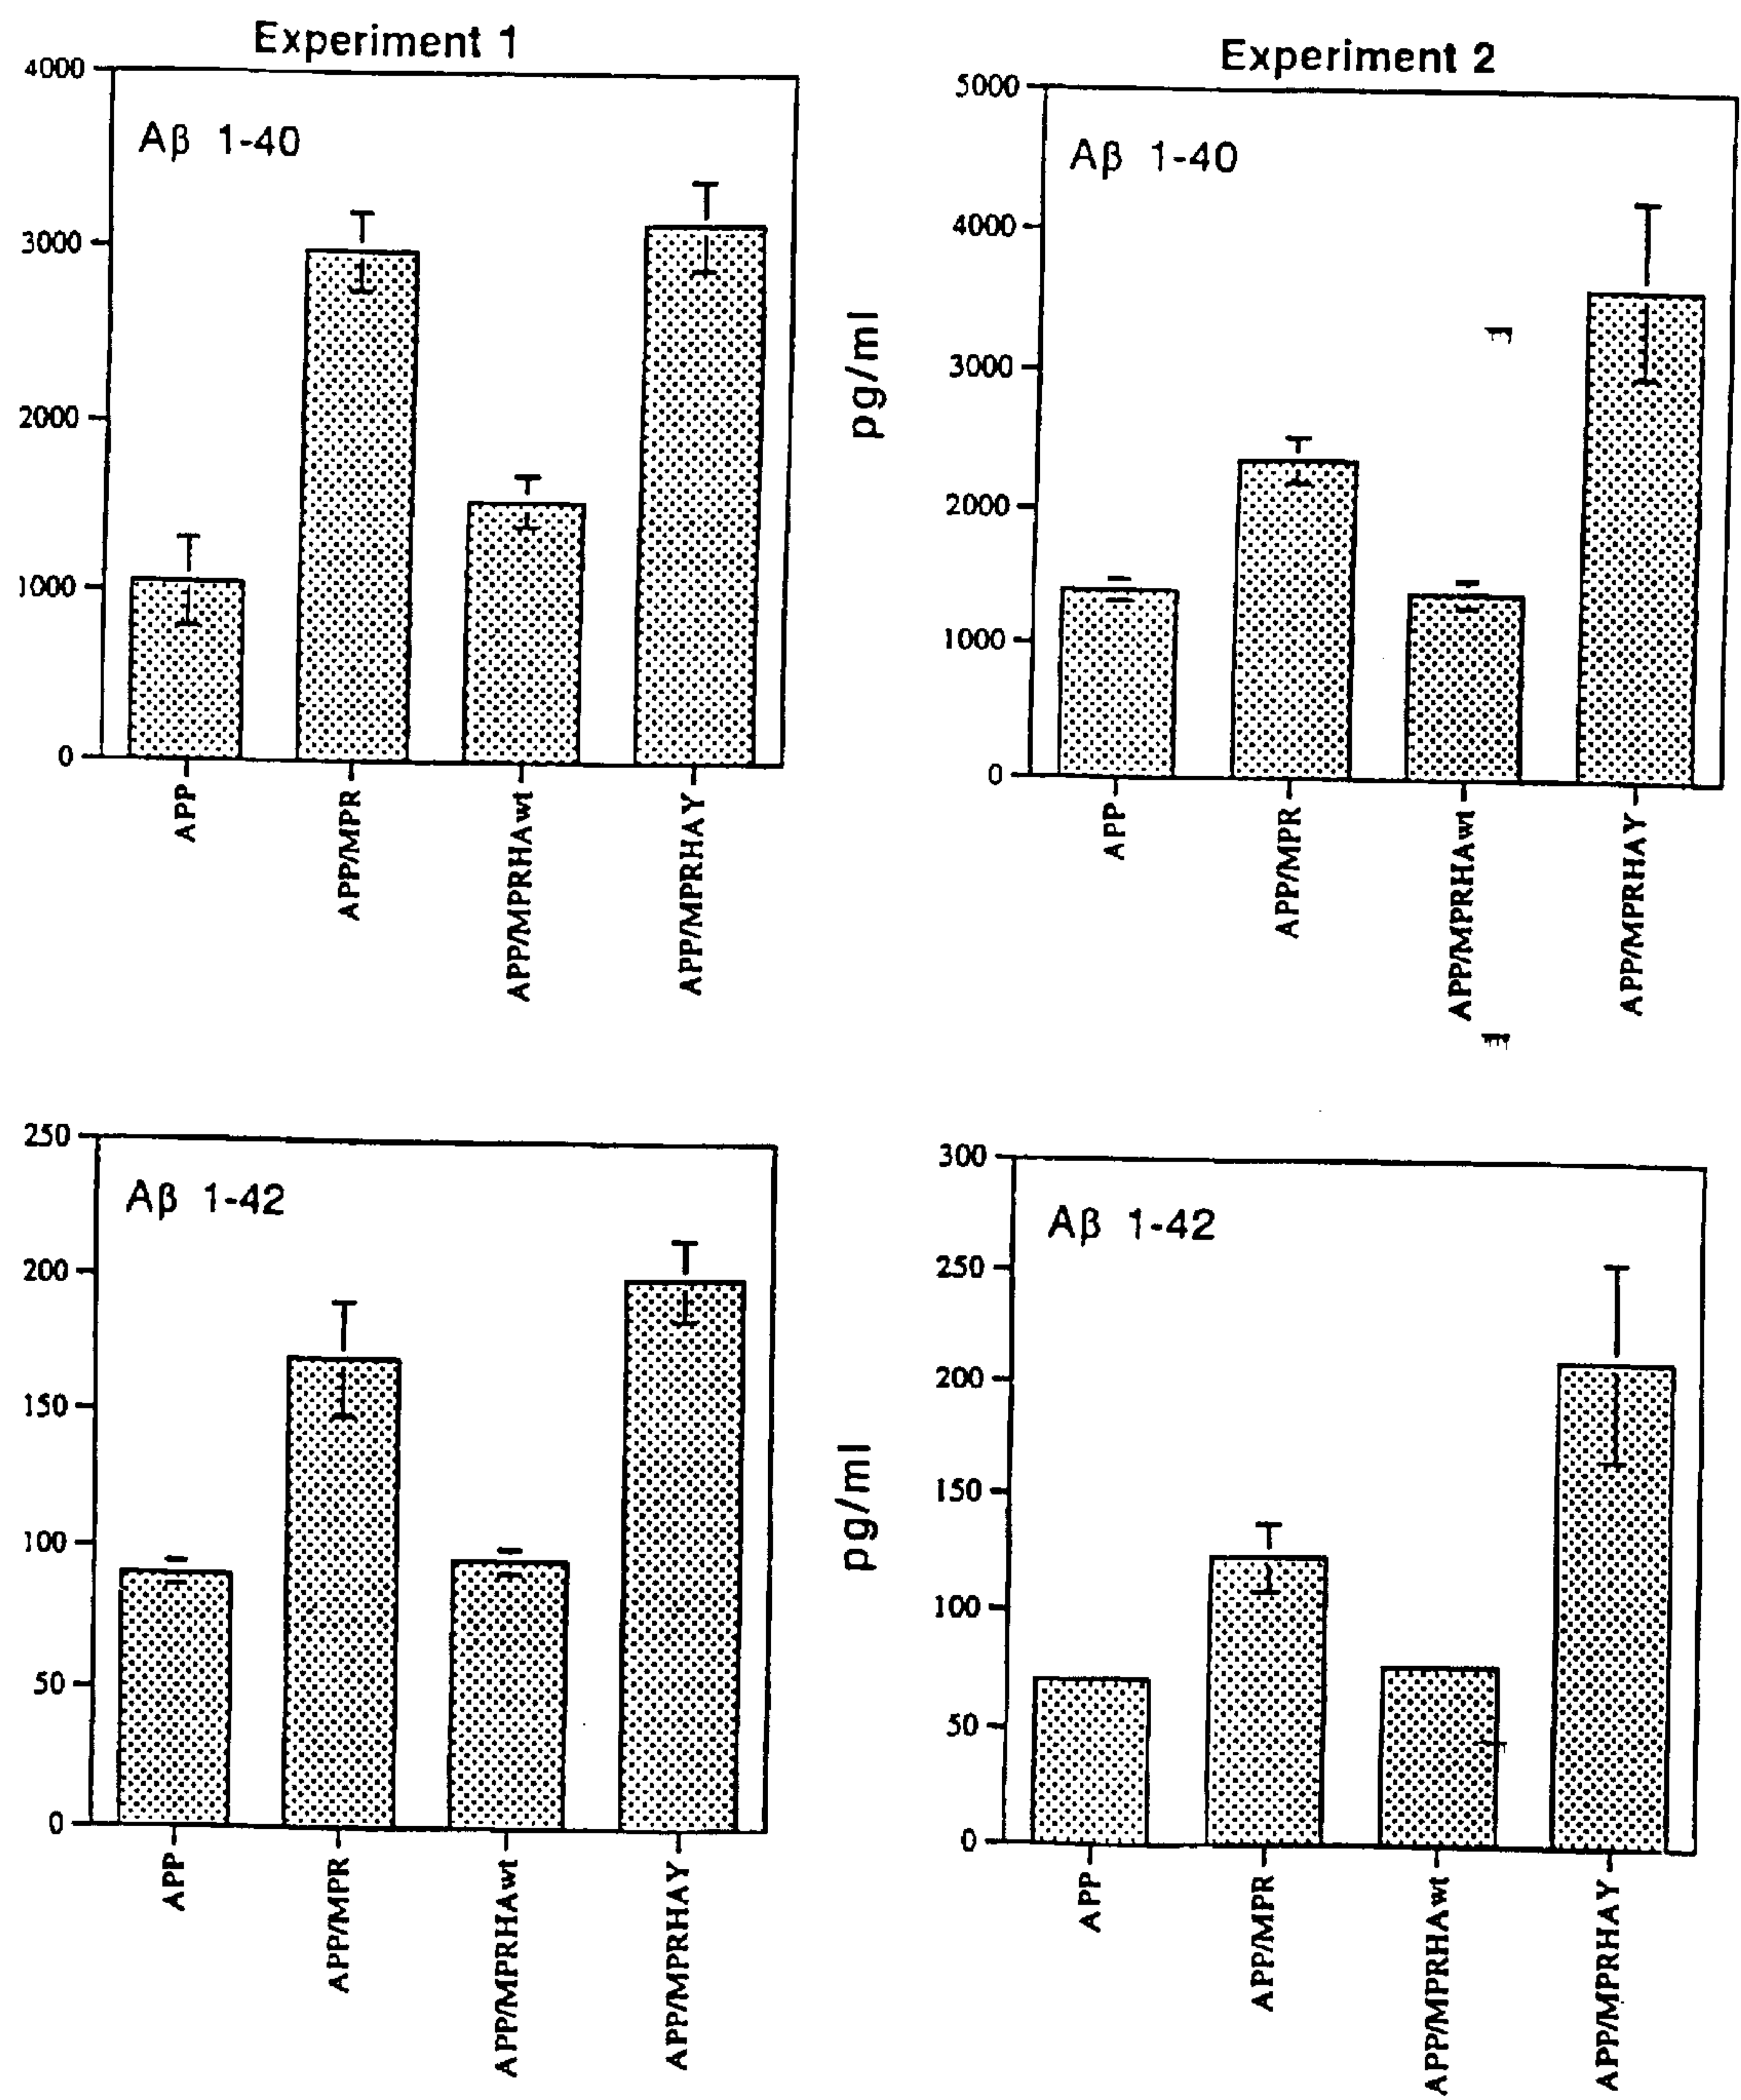 Experiment 1
4000
3000
2000
1000
0
Aβ 1-40
APP
APP/MPR
APP/MPRHAwt
APP/MPRHAY
Experiment 2
pg/ml
5000
4000
3000
2000
1000
0
Aβ 1-40
APP
APP/MPR
APP/MPRHAwt
APP/MPRHAY
250
200
150
100
50
0
Aβ 1-42
APP
APP/MPR
APP/MPRHAwt
APP/MPRHAY
pg/ml
300
250
200
150
100
50
0
Aβ 1-42
APP
APP/MPR
APP/MPRHAwt
APP/MPRHAY